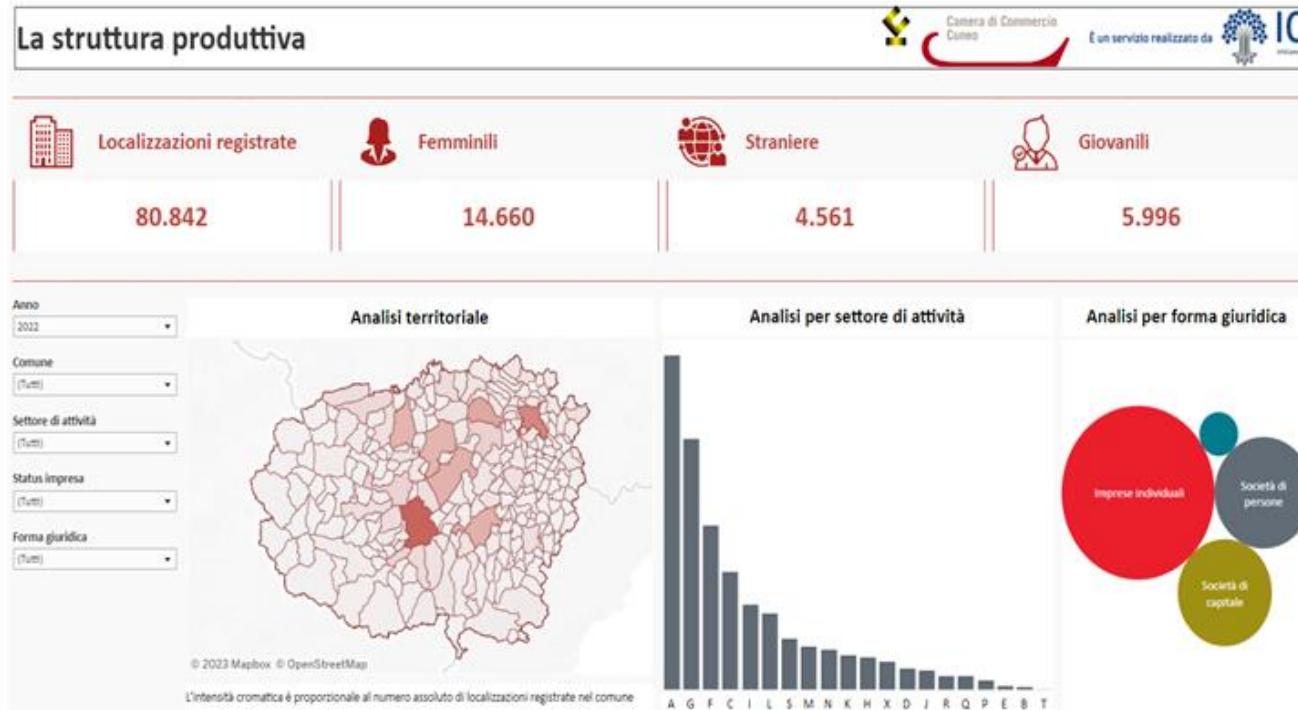 La struttura produttiva
Camera di Commercio
Cuneo
È un servizio realizzato da
Localizzazioni registrate
Femminili
Straniere
Giovanili
80.842
14.660
4.561
5.996
Anno
2022
Comune
(Tutti)
Settore di attività
(Tutti)
Status impresa
(Tutti)
Forma giuridica
(Tutti)
Analisi territoriale
© 2023 Mapbox © OpenStreetMap
L'intensità cromatica è proporzionale al numero assoluto di localizzazioni registrate nel comune
Analisi per settore di attività
A G F C I L S M N K H X D J R Q P E B T
Analisi per forma giuridica
Imprese individuali
Società di
persone
Società di
capitale